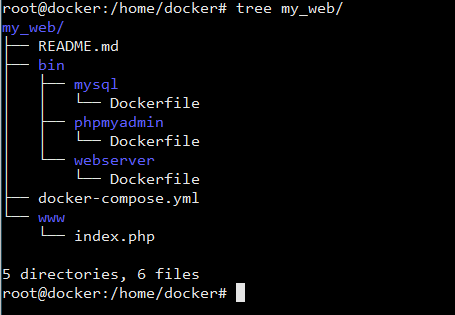 root@docker:/home/docker# tree my_web/
my_web/
├── README.md
├── bin
│   ├── mysql
│   │   └── Dockerfile
│   ├── phpmyadmin
│   │   └── Dockerfile
│   └── webserver
│       └── Dockerfile
├── docker-compose.yml
└── www
    └── index.php

5 directories, 6 files
root@docker:/home/docker#